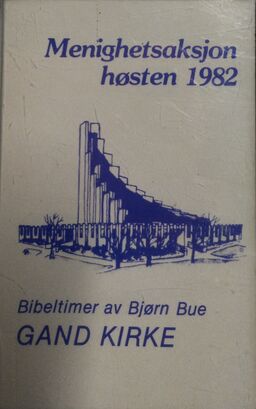 Menighetsaksjon
høsten 1982
Bibeltimer av Bjørn Bue
GAND KIRKE